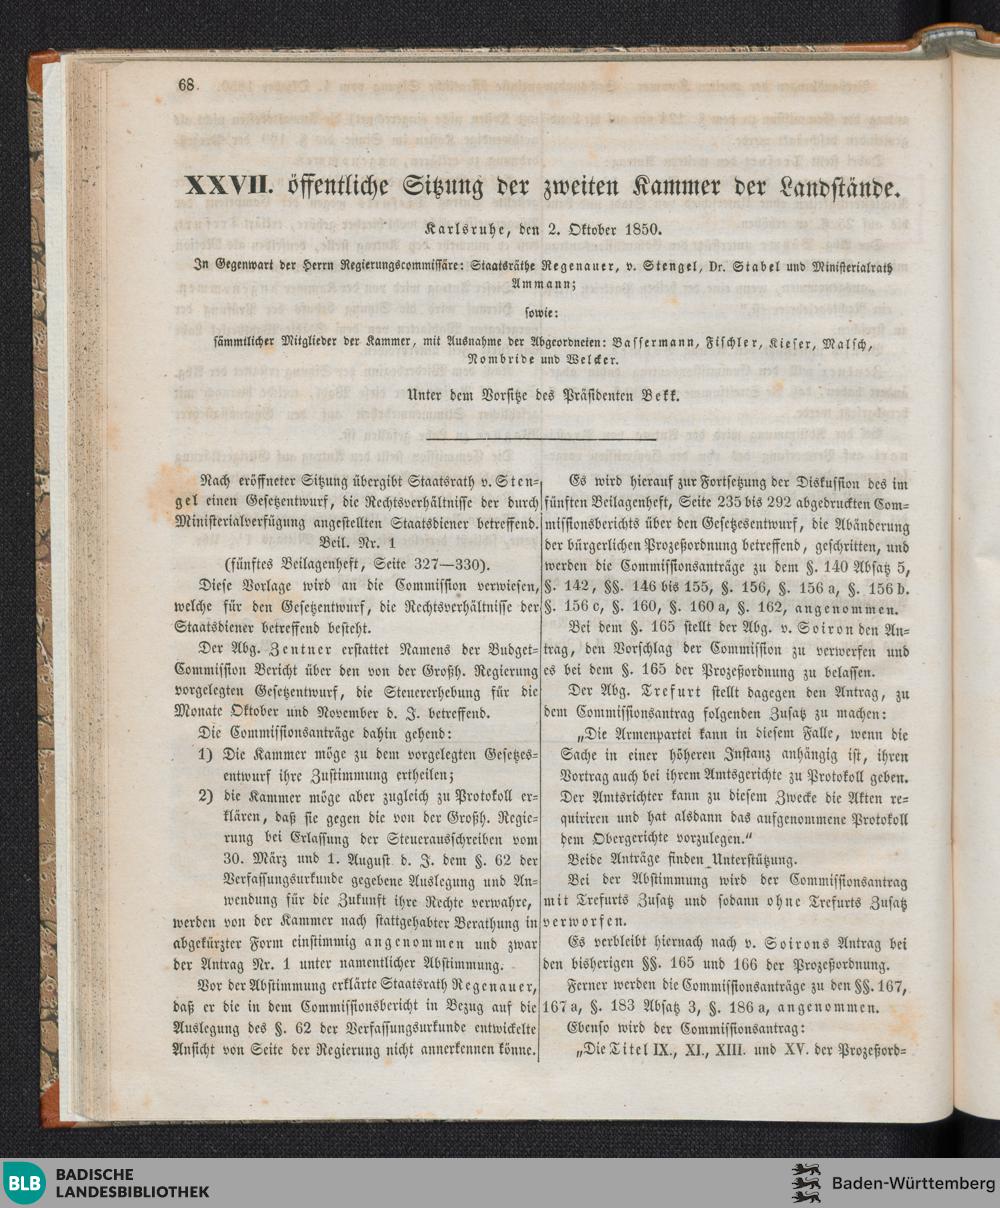 68
XXVII. öffentliche Sitzung der zweiten Kammer der Landstände.
Karlsruhe, den 2. Oktober 1850.
In Gegenwart der Herrn Regierungscommissäre: Staatsräthe Regenauer, v. Stengel, Dr. Stabel und Ministerialrath
Ammann;
sowie:
sämmtlicher Mitglieder der Kammer, mit Ausnahme der Abgeordneten: Bassermann, Fischler, Kieser, Malsch,
Nombride und Welcker.
Unter dem Vorsitze des Präsidenten Bekk.
Nach eröffneter Sitzung übergibt Staatsrath v. Sten-
gel einen Gesetzentwurf, die Rechtsverhältnisse der durch
Ministerialverfügung angestellten Staatsdiener betreffend.
Beil. Nr. 1
(fünftes Beilagenheft, Seite 327—330).
Diese Vorlage wird an die Commission verwiesen,
welche für den Gesetzentwurf, die Rechtsverhältnisse der
Staatsdiener betreffend besteht.
Der Abg. Zentner erstattet Namens der Budget-
Commission Bericht über den von der Großh. Regierung
vorgelegten Gesetzentwurf, die Steuererhebung für die
Monate Oktober und November d. J. betreffend.
Die Commissionsanträge dahin gehend:
1) Die Kammer möge zu dem vorgelegten Gesetzes-
entwurf ihre Zustimmung ertheilen;
2) die Kammer möge aber zugleich zu Protokoll er-
klären, daß sie gegen die von der Großh. Regie-
rung bei Erlassung der Steuerausschreiben vom
30. März und 1. August d. J. dem §. 62 der
Verfassungsurkunde gegebene Auslegung und An-
wendung für die Zukunft ihre Rechte verwahre,
werden von der Kammer nach stattgehabter Berathung in
abgekürzter Form einstimmig angenommen und zwar
der Antrag Nr. 1 unter namentlicher Abstimmung.
Vor der Abstimmung erklärte Staatsrath Regenauer,
daß er die in dem Commissionsbericht in Bezug auf die
Auslegung des §. 62 der Verfassungsurkunde entwickelte
Ansicht von Seite der Regierung nicht annerkennen könne.
Es wird hierauf zur Fortsetzung der Diskussion des im
fünften Beilagenheft, Seite 235 bis 292 abgedruckten Com-
missionsberichts über den Gesetzesentwurf, die Abänderung
der bürgerlichen Prozeßordnung betreffend, geschritten, und
werden die Commissionsanträge zu dem §. 140 Absatz 5,
§. 142, §§. 146 bis 155, §. 156, §. 156 a, §. 156 b.
§. 156 c, §. 160, §. 160 a, §. 162, angenommen.
Bei dem §. 165 stellt der Abg. v. Soiron den An-
trag, den Vorschlag der Commission zu verwerfen und
es bei dem §. 165 der Prozeßordnung zu belassen.
Der Abg. Trefurt stellt dagegen den Antrag, zu
dem Commissionsantrag folgenden Zusatz zu machen:
„Die Armenpartei kann in diesem Falle, wenn die
Sache in einer höheren Instanz anhängig ist, ihren
Vortrag auch bei ihrem Amtsgerichte zu Protokoll geben.
Der Amtsrichter kann zu diesem Zwecke die Akten re-
quiriren und hat alsdann das aufgenommene Protokoll
dem Obergerichte vorzulegen.“
Beide Anträge finden Unterstützung.
Bei der Abstimmung wird der Commissionsantrag
mit Trefurts Zusatz und sodann ohne Trefurts Zusatz
verworfen.
Es verbleibt hiernach nach v. Soirons Antrag bei
den bisherigen §§. 165 und 166 der Prozeßordnung.
Ferner werden die Commissionsanträge zu den §§. 167,
167 a, §. 183 Absatz 3, §. 186 a, angenommen.
Ebenso wird der Commissionsantrag:
„Die Titel IX., XI., XIII. und XV. der Prozeßord-
BLB
BADISCHE
LANDESBIBLIOTHEK
Baden-Württemberg